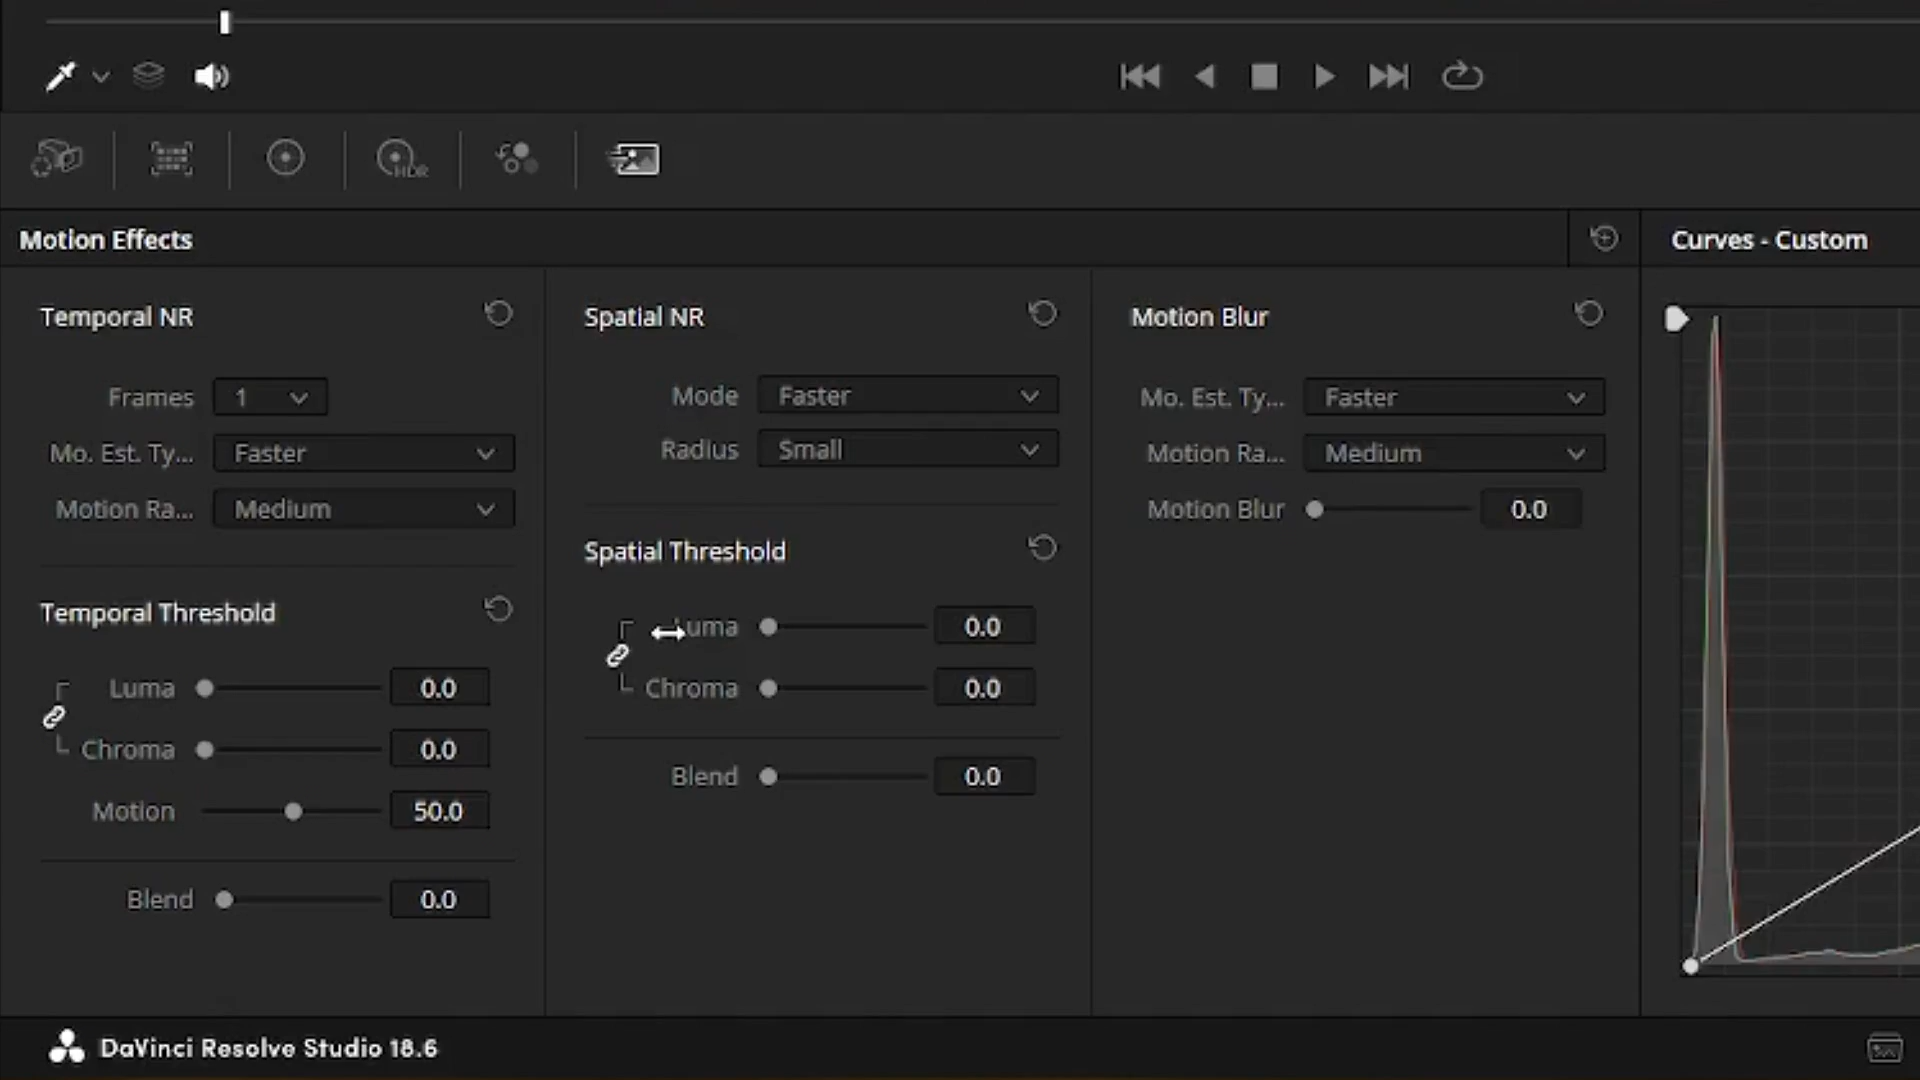 HDR
Motion Effects
Curves - Custom
Temporal NR
Frames 1
Mo. Est. Ty... Faster
Motion Ra... Medium
Temporal Threshold
Luma 0.0
Chroma 0.0
Motion 50.0
Blend 0.0
Spatial NR
Mode Faster
Radius Small
Spatial Threshold
Luma 0.0
Chroma 0.0
Blend 0.0
Motion Blur
Mo. Est. Ty... Faster
Motion Ra... Medium
Motion Blur 0.0
DaVinci Resolve Studio 18.6